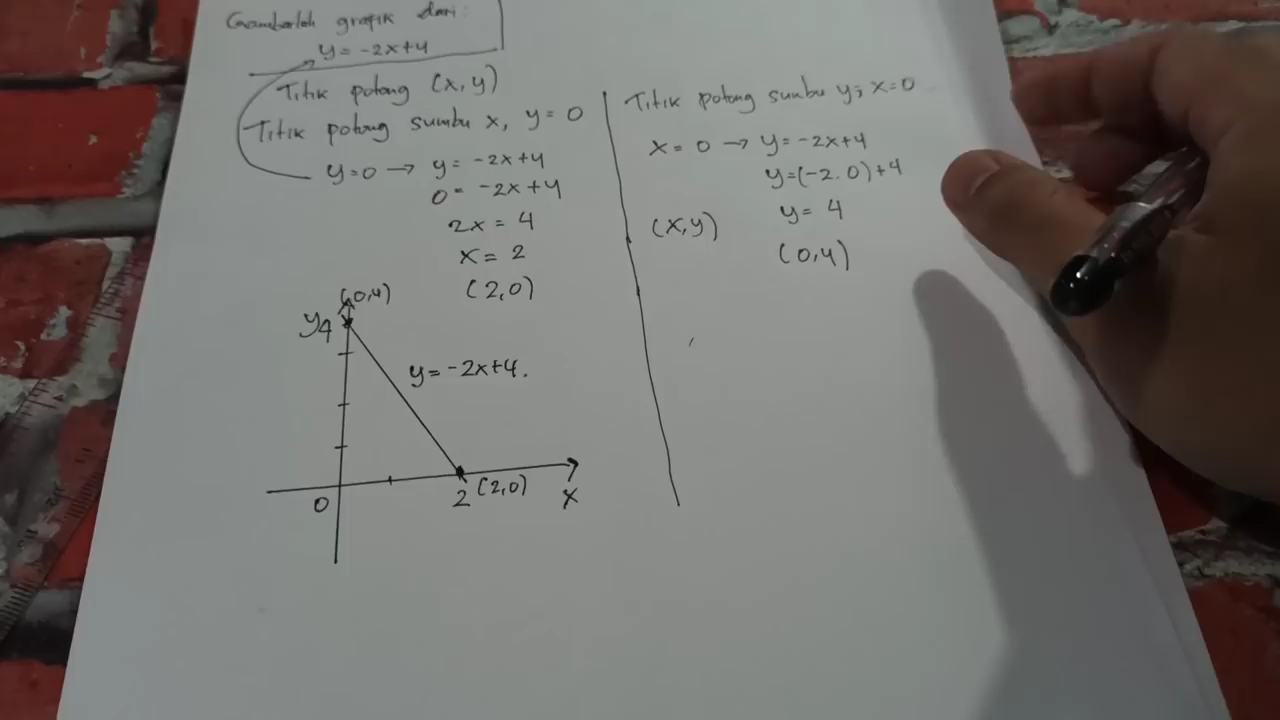 Gambarlah grafik dari:
y = -2x+4
Titik potong (x, y)
Titik potong sumbu x, y = 0
y=0 → y = -2x+4
0 = -2x+4
2x = 4
x = 2
(2,0)
Titik potong sumbu y; x=0
x = 0 → y = -2x+4
y=(-2.0)+4
y = 4
(x,y)
(0,4)
(0,4)
y
4
y = -2x+4.
0
2
(2,0)
x